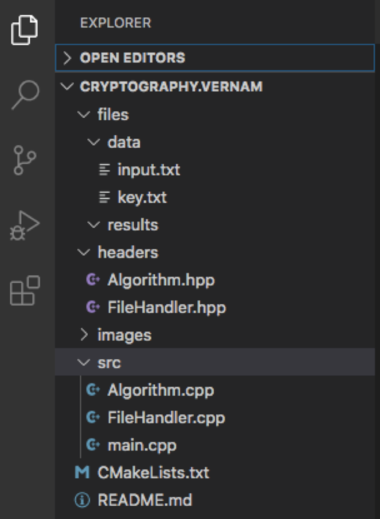 EXPLORER
OPEN EDITORS
CRYPTOGRAPHY.VERNAM
files
data
input.txt
key.txt
results
headers
Algorithm.hpp
FileHandler.hpp
images
src
Algorithm.cpp
FileHandler.cpp
main.cpp
CMakeLists.txt
README.md